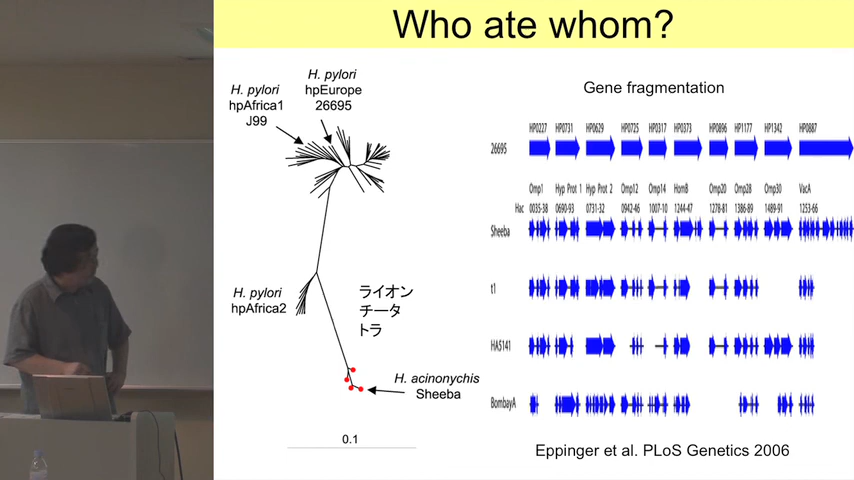 Who ate whom?
H. pylori
hpAfrica1
J99
H. pylori
hpEurope
26695
H. pylori
hpAfrica2
ライオン
チータ
トラ
H. acinonychis
Sheeba
0.1
Gene fragmentation
HP0227 HP0731 HP0629 HP0725 HP0317 HP0373 HP0896 HP1177 HP1342 HP0887
26695
Omp1 Hyp Prot 1 Hyp Prot 2 Omp12 Omp14 HomB Omp20 Omp28 Omp30 VacA
Hac 0035-38 0690-93 0731-32 0942-46 1007-10 1244-47 1278-81 1386-89 1489-91 1253-66
Sheeba
t1
HA5141
BombayA
Eppinger et al. PLoS Genetics 2006